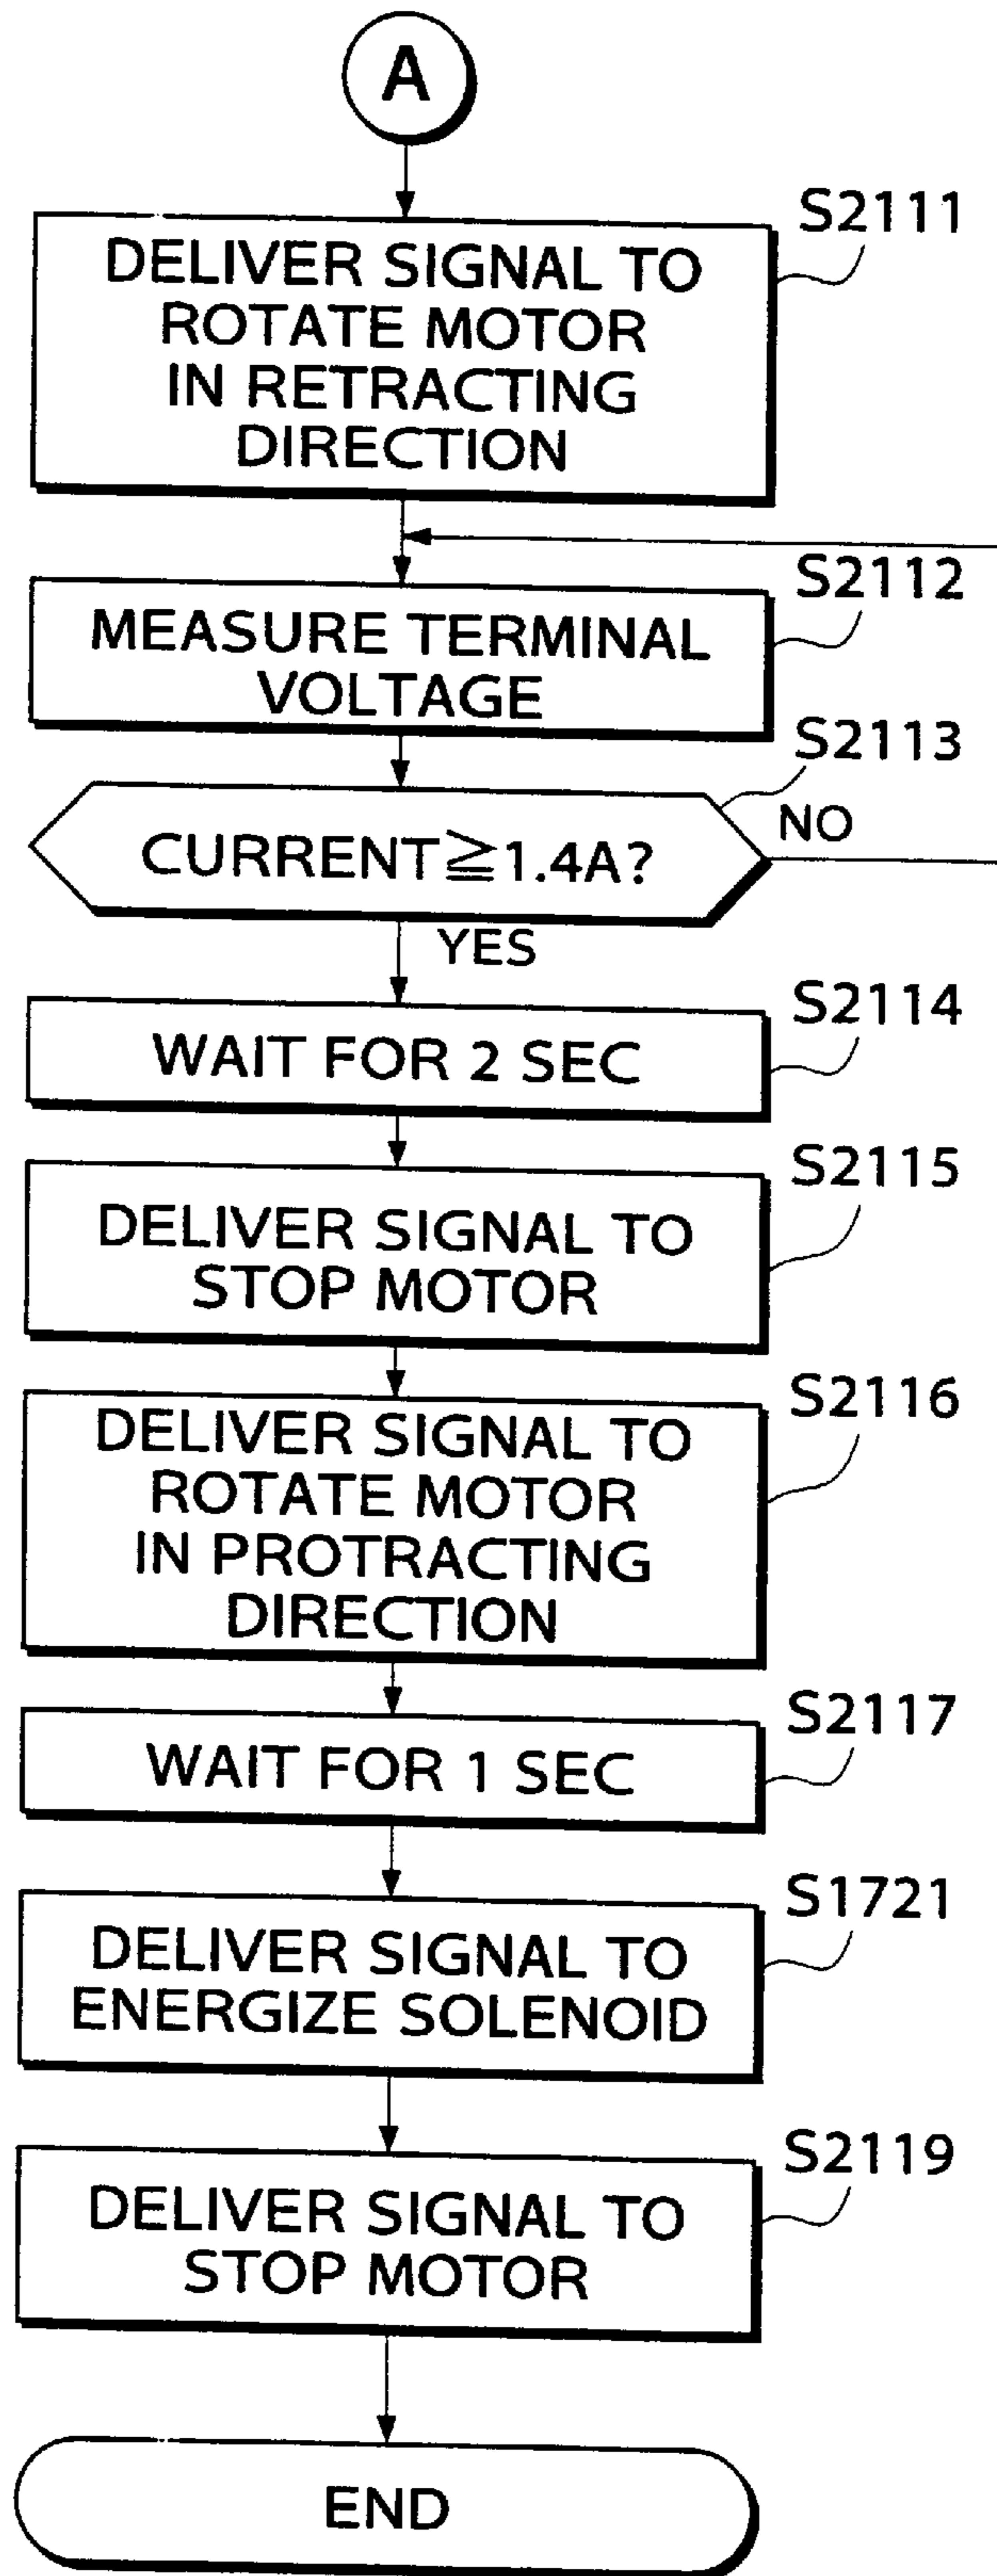 A
S2111
DELIVER SIGNAL TO
ROTATE MOTOR
IN RETRACTING
DIRECTION
S2112
MEASURE TERMINAL
VOLTAGE
S2113
CURRENT≧1.4A?
NO
YES
S2114
WAIT FOR 2 SEC
S2115
DELIVER SIGNAL TO
STOP MOTOR
S2116
DELIVER SIGNAL TO
ROTATE MOTOR
IN PROTRACTING
DIRECTION
S2117
WAIT FOR 1 SEC
S1721
DELIVER SIGNAL TO
ENERGIZE SOLENOID
S2119
DELIVER SIGNAL TO
STOP MOTOR
END